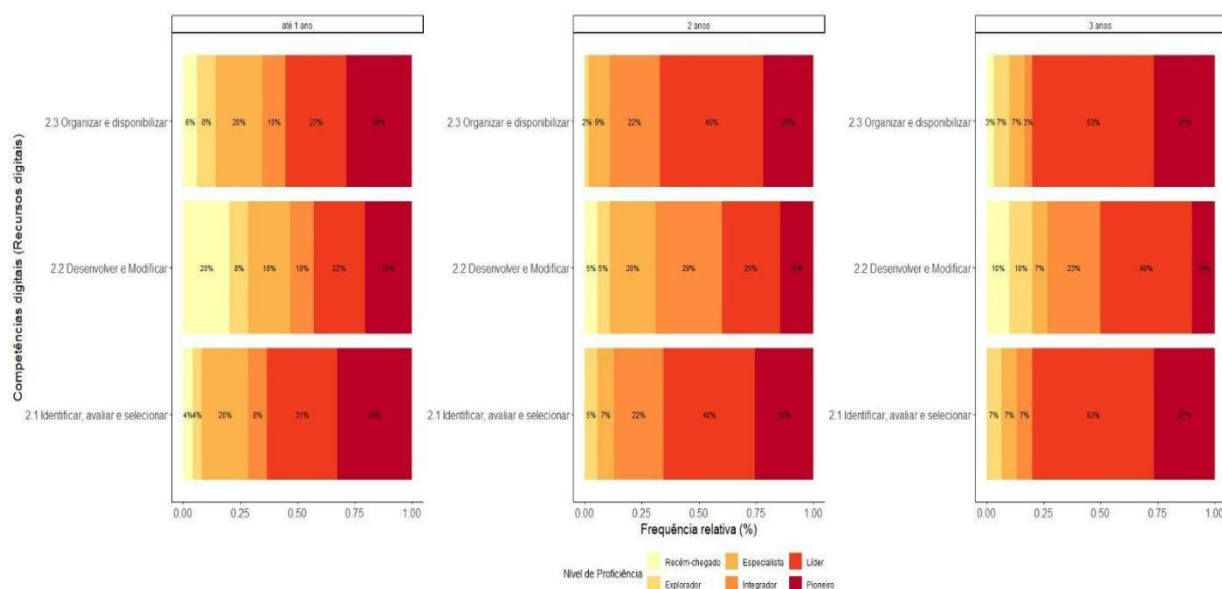 até 1 ano
2 anos
3 anos
Competências digitais (Recursos digitais)
2.3 Organizar e disponibilizar
6% 8% 20% 10% 27%
2.3 Organizar e disponibilizar
2% 9% 22% 45%
2.3 Organizar e disponibilizar
3% 7% 7% 3% 53%
2.2 Desenvolver e Modificar
20% 8% 18% 10% 22%
2.2 Desenvolver e Modificar
5% 5% 20% 29% 25%
2.2 Desenvolver e Modificar
10% 10% 7% 23% 40%
2.1 Identificar, avaliar e selecionar
4% 4% 20% 8% 31%
2.1 Identificar, avaliar e selecionar
5% 7% 22% 40%
2.1 Identificar, avaliar e selecionar
7% 7% 7% 53%
0.00 0.25 0.50 0.75 1.00
0.00 0.25 0.50 0.75 1.00
0.00 0.25 0.50 0.75 1.00
Frequência relativa (%)
Nível de Proficiência
Recém-chegado Especialista Líder
Explorador Integrador Pioneiro